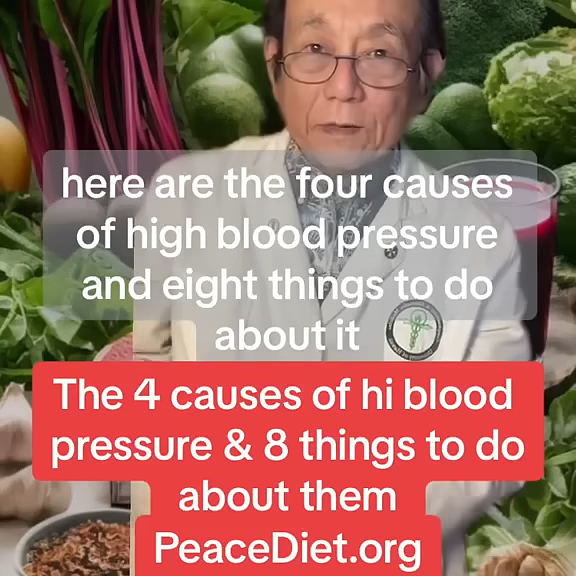 here are the four causes
of high blood pressure
and eight things to do
about it
The 4 causes of hi blood
pressure & 8 things to do
about them
PeaceDiet.org